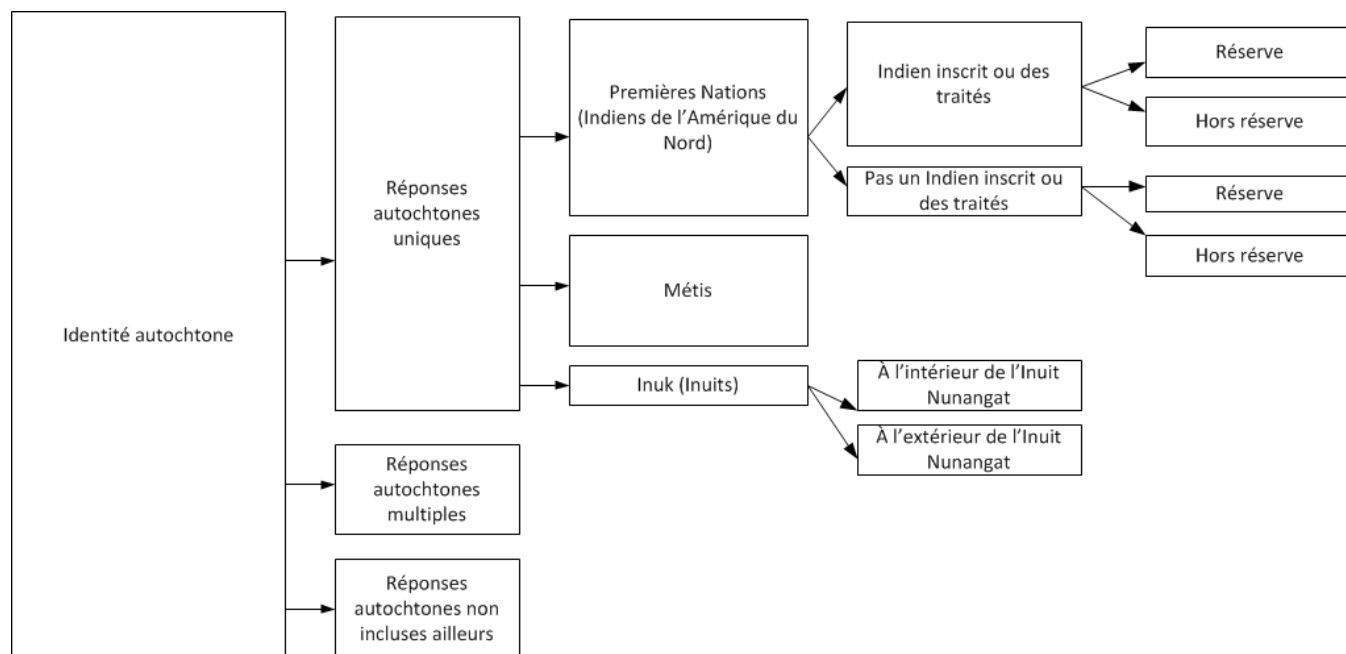 Identité autochtone
Réponses
autochtones
uniques
Réponses
autochtones
multiples
Réponses
autochtones non
incluses ailleurs
Premières Nations
(Indiens de l’Amérique du
Nord)
Métis
Inuk (Inuits)
Indien inscrit ou des
traités
Pas un Indien inscrit ou
des traités
À l’intérieur de l’Inuit
Nunangat
À l’extérieur de l’Inuit
Nunangat
Réserve
Hors réserve
Réserve
Hors réserve